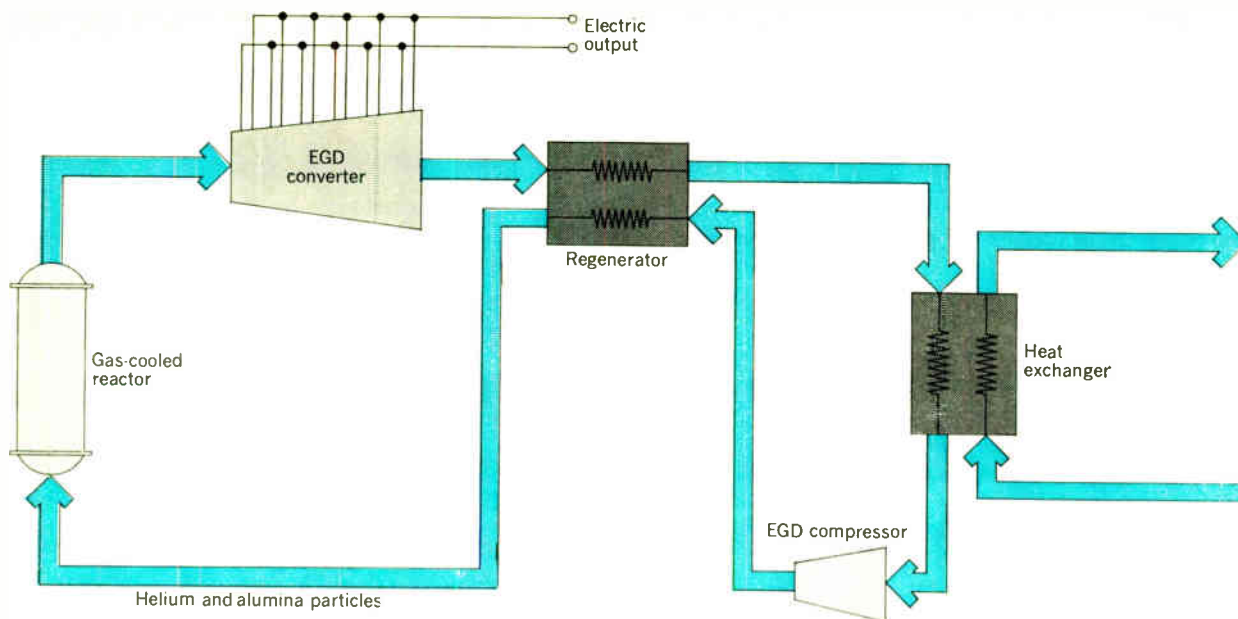 Electric
output
EGD
converter
Regenerator
Gas-cooled
reactor
Heat
exchanger
EGD compressor
Helium and alumina particles